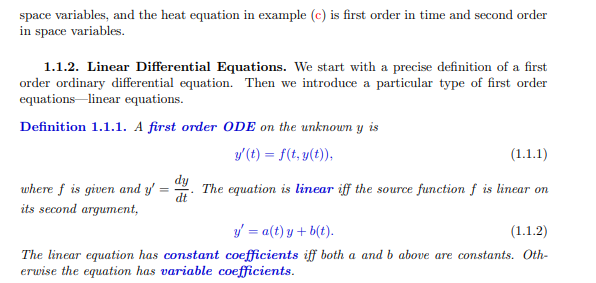 space variables, and the heat equation in example (c) is first order in time and second order
in space variables.
1.1.2. Linear Differential Equations. We start with a precise definition of a first
order ordinary differential equation. Then we introduce a particular type of first order
equations—linear equations.
Definition 1.1.1. A first order ODE on the unknown y is
y′(t) = f(t, y(t)), (1.1.1)
where f is given and y′ = dy/dt. The equation is linear iff the source function f is linear on
its second argument,
y′ = a(t) y + b(t). (1.1.2)
The linear equation has constant coefficients iff both a and b above are constants. Oth-
erwise the equation has variable coefficients.